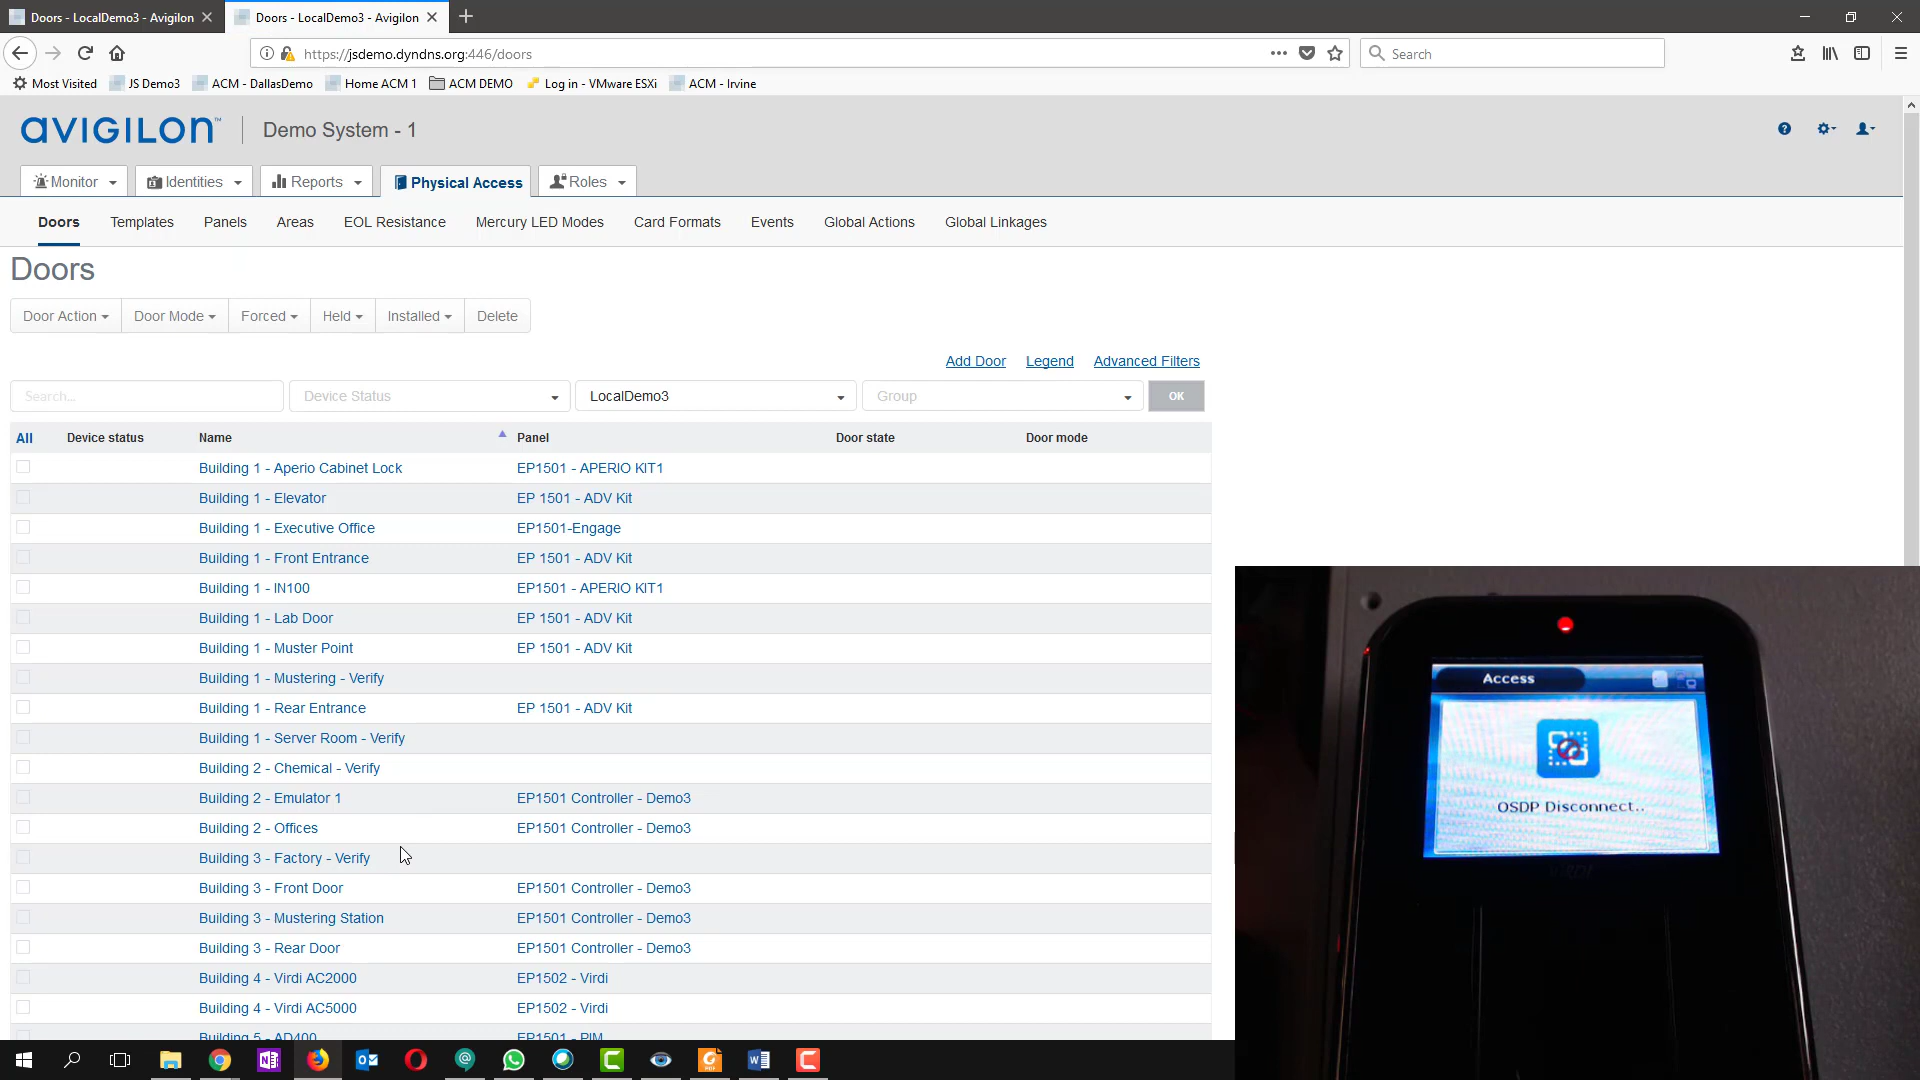 Doors - LocalDemo3 - Avigilon
Doors - LocalDemo3 - Avigilon
https://jsdemo.dyndns.org:446/doors
Search
Most Visited
JS Demo3
ACM - DallasDemo
Home ACM 1
ACM DEMO
Log in - VMware ESXi
ACM - Irvine
avigilon™
Demo System - 1
Monitor
Identities
Reports
Physical Access
Roles
Doors
Templates
Panels
Areas
EOL Resistance
Mercury LED Modes
Card Formats
Events
Global Actions
Global Linkages
Doors
Door Action
Door Mode
Forced
Held
Installed
Delete
Add Door
Legend
Advanced Filters
Search...
Device Status
LocalDemo3
Group
OK
All Device status Name Panel Door state Door mode
Building 1 - Aperio Cabinet Lock EP1501 - APERIO KIT1
Building 1 - Elevator EP 1501 - ADV Kit
Building 1 - Executive Office EP1501-Engage
Building 1 - Front Entrance EP 1501 - ADV Kit
Building 1 - IN100 EP1501 - APERIO KIT1
Building 1 - Lab Door EP 1501 - ADV Kit
Building 1 - Muster Point EP 1501 - ADV Kit
Building 1 - Mustering - Verify
Building 1 - Rear Entrance EP 1501 - ADV Kit
Building 1 - Server Room - Verify
Building 2 - Chemical - Verify
Building 2 - Emulator 1 EP1501 Controller - Demo3
Building 2 - Offices EP1501 Controller - Demo3
Building 3 - Factory - Verify
Building 3 - Front Door EP1501 Controller - Demo3
Building 3 - Mustering Station EP1501 Controller - Demo3
Building 3 - Rear Door EP1501 Controller - Demo3
Building 4 - Virdi AC2000 EP1502 - Virdi
Building 4 - Virdi AC5000 EP1502 - Virdi
Building 5 - AD400 EP1501 - PIM
Access
OSDP Disconnect..
ViRDI